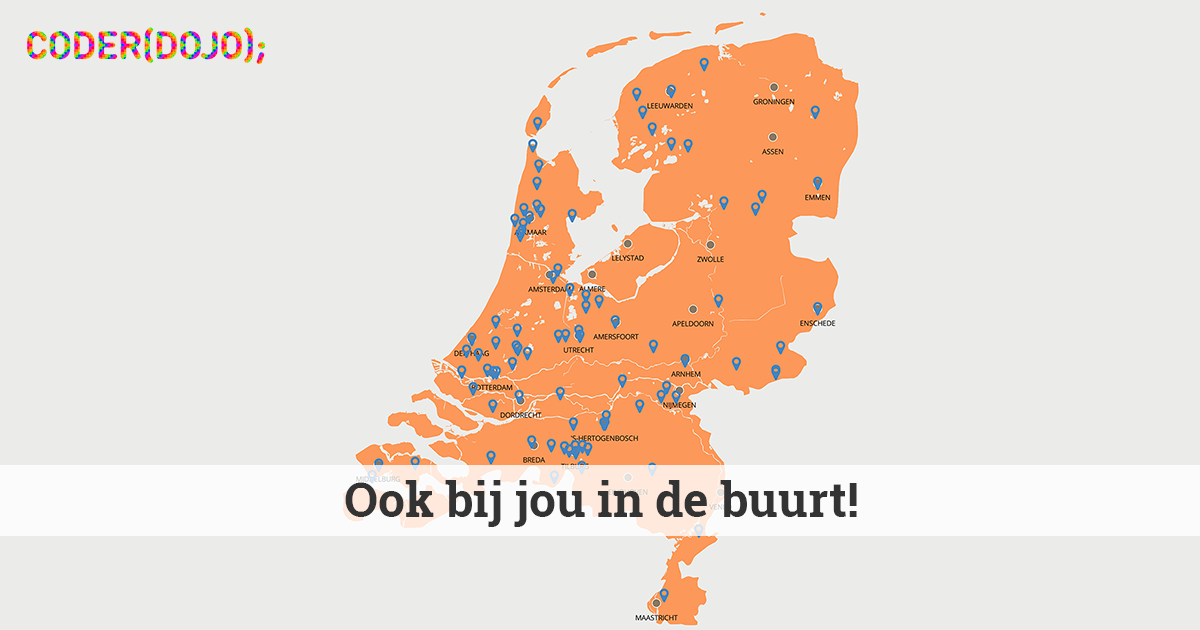 CODER(DOJO);
LEEUWARDEN
GRONINGEN
ASSEN
EMMEN
ALKMAAR
LELYSTAD
ZWOLLE
AMSTERDAM
ALMERE
APELDOORN
ENSCHEDE
AMERSFOORT
UTRECHT
DEN HAAG
ARNHEM
ROTTERDAM
NIJMEGEN
DORDRECHT
'S-HERTOGENBOSCH
BREDA
TILBURG
MIDDELBURG
Ook bij jou in de buurt!
MAASTRICHT